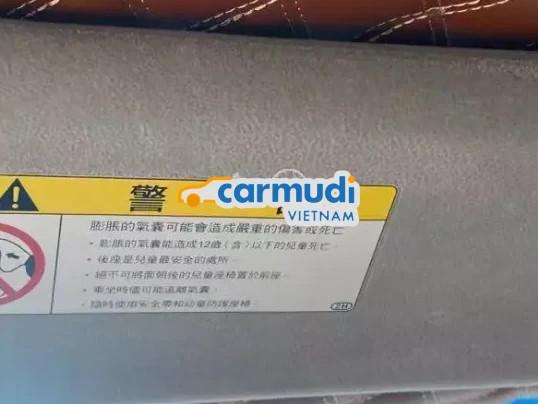 警
carmudi
VIETNAM
膨脹的氣囊可能會造成嚴重的傷害或死亡
• 膨脹的氣囊能造成12歲（含）以下的兒童死亡。
• 後座是兒童最安全的處所。
• 絕不可將面朝後的兒童座椅置於前座。
• 乘坐時儘可能遠離氣囊。
• 隨時使用安全帶和幼童防護座椅。
ZH